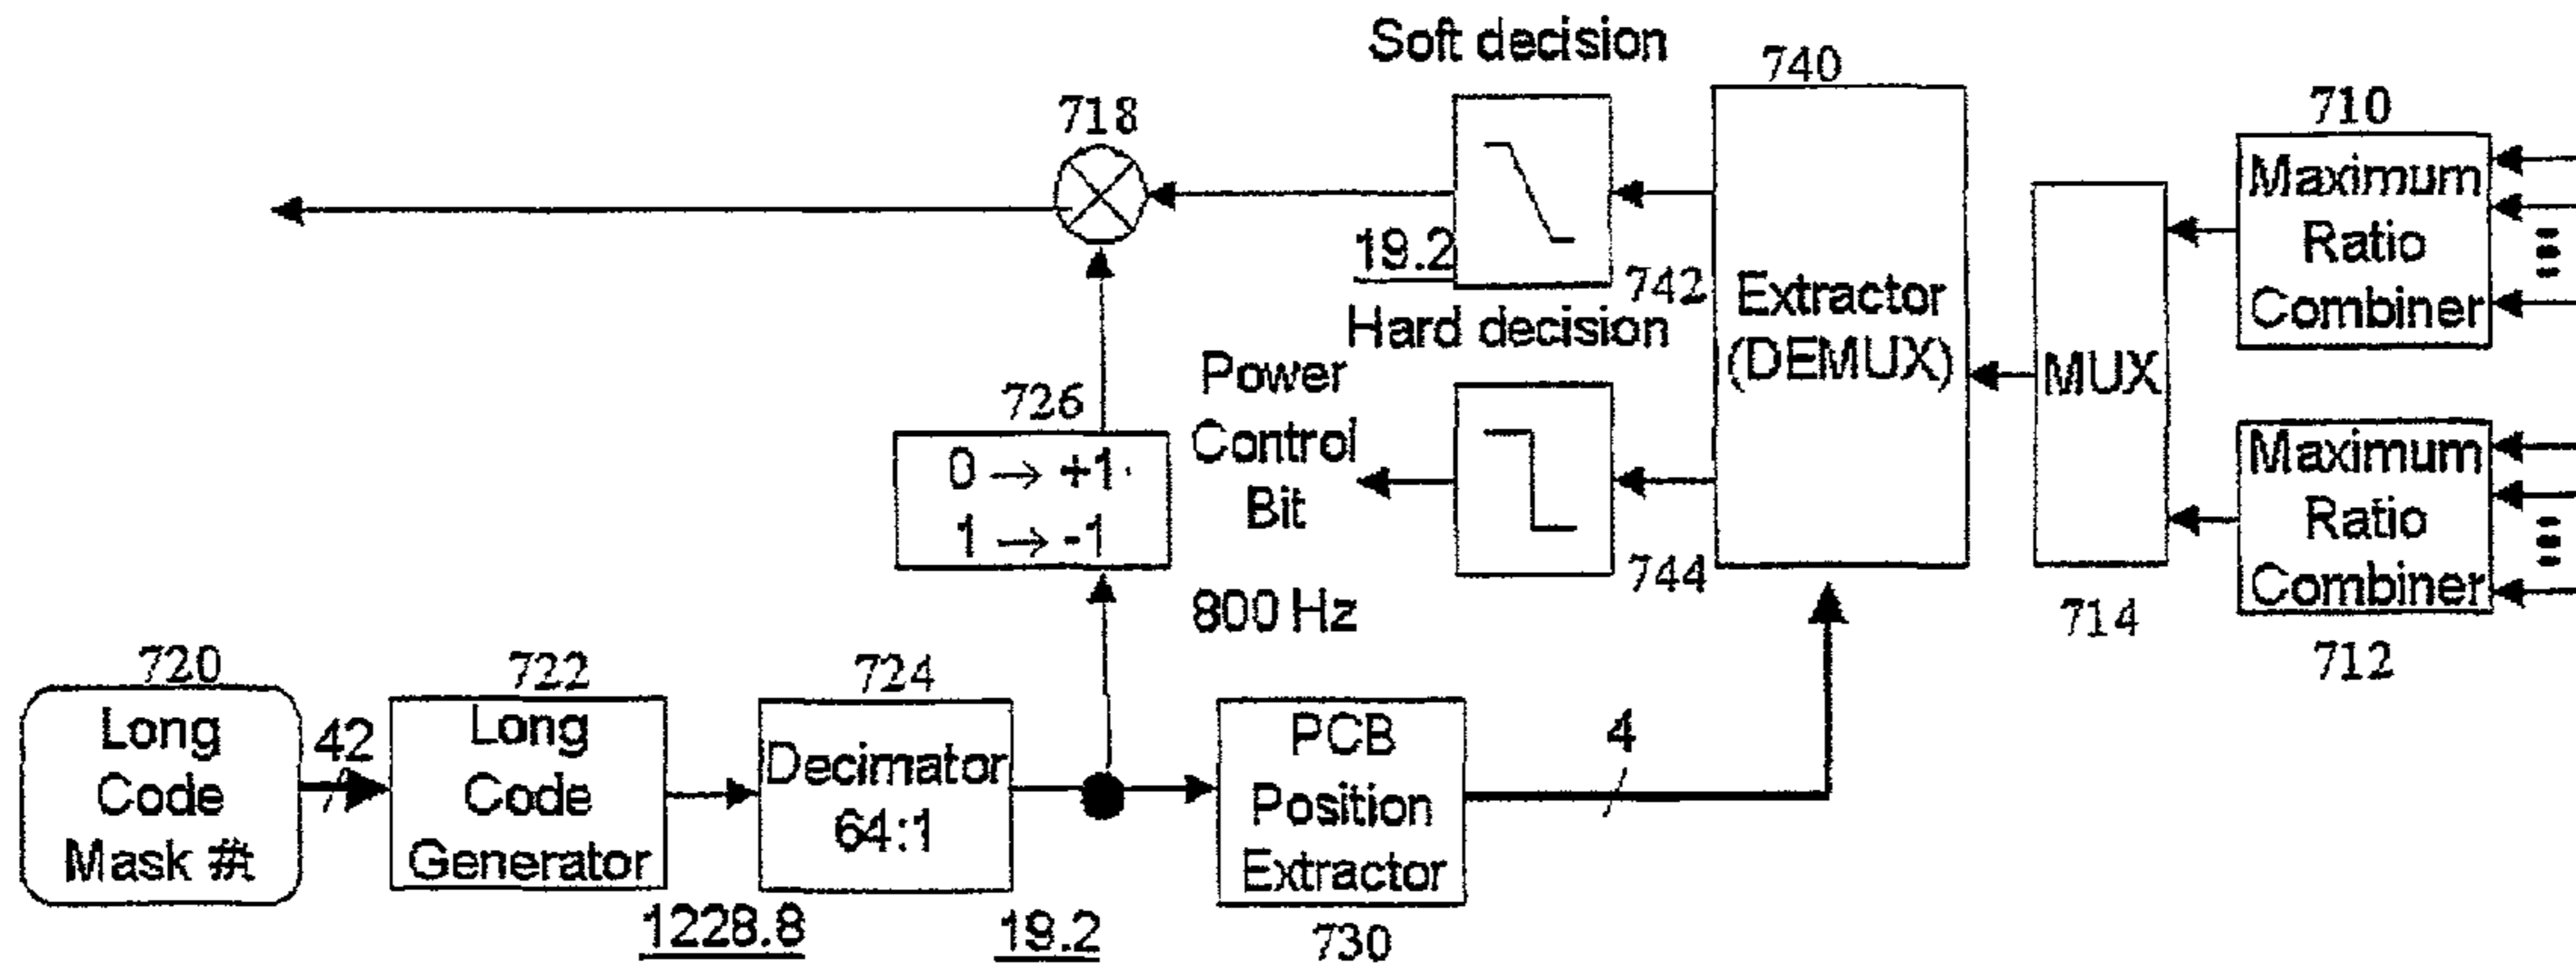 Soft decision
740
710
718
Maximum
Ratio
Combiner
19.2
742
Extractor
(DEMUX)
Hard decision
MUX
Power
Control
Bit
726
0 → +1
1 → -1
Maximum
Ratio
Combiner
744
714
712
800 Hz
720
Long
Code
Mask #
42
722
Long
Code
Generator
724
Decimator
64:1
PCB
Position
Extractor
4
1228.8
19.2
730